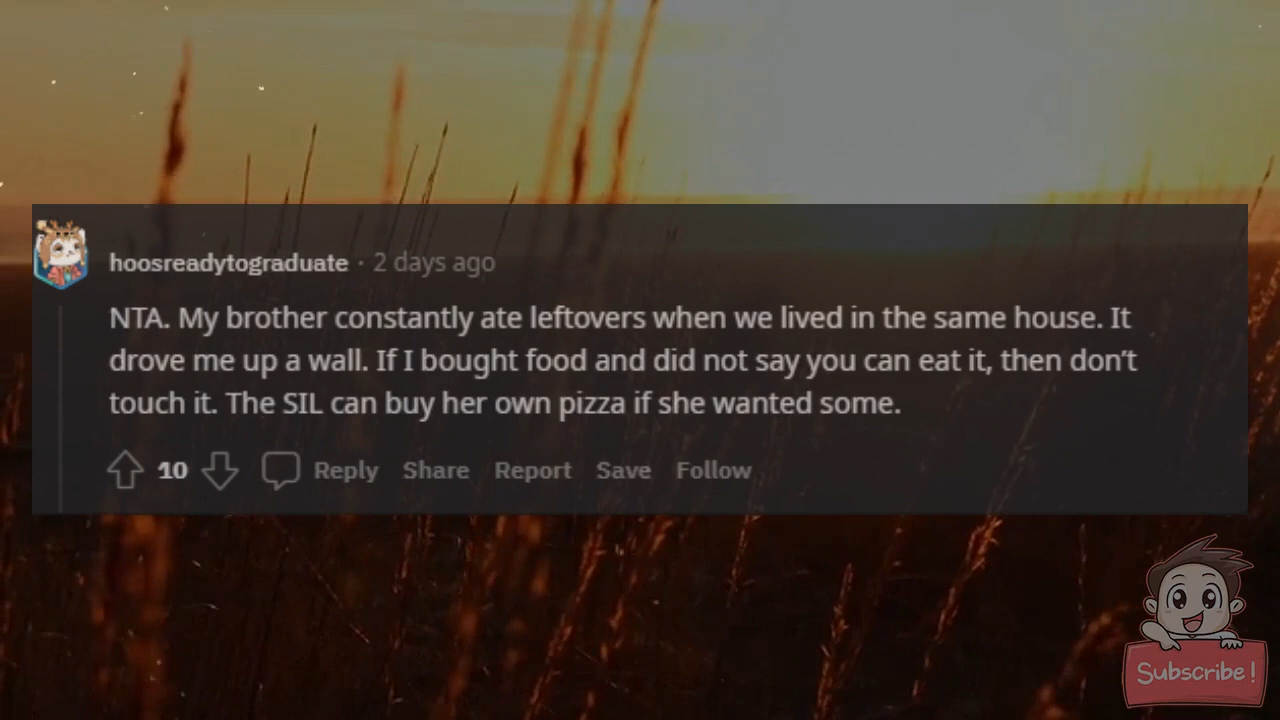 hoosreadytograduate · 2 days ago
NTA. My brother constantly ate leftovers when we lived in the same house. It
drove me up a wall. If I bought food and did not say you can eat it, then don’t
touch it. The SIL can buy her own pizza if she wanted some.
10 Reply Share Report Save Follow
Subscribe!